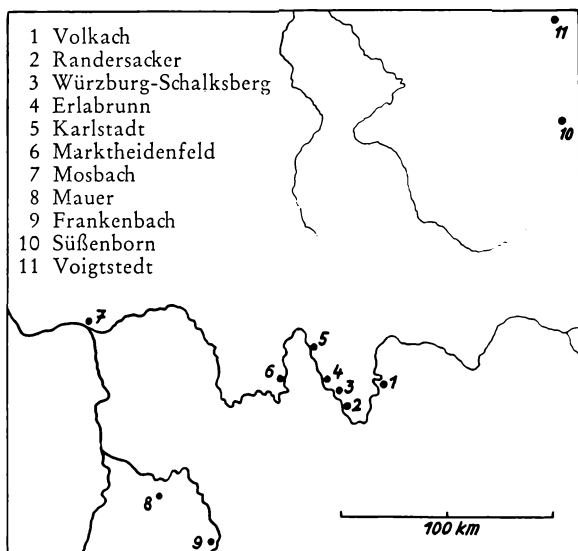 1 Volkach
2 Randersacker
3 Würzburg-Schalksberg
4 Erlabrunn
5 Karlstadt
6 Marktheidenfeld
7 Mosbach
8 Mauer
9 Frankenbach
10 Süßenborn
11 Voigtstedt
11
10
7
5
6
4
3
1
2
8
9
100 km